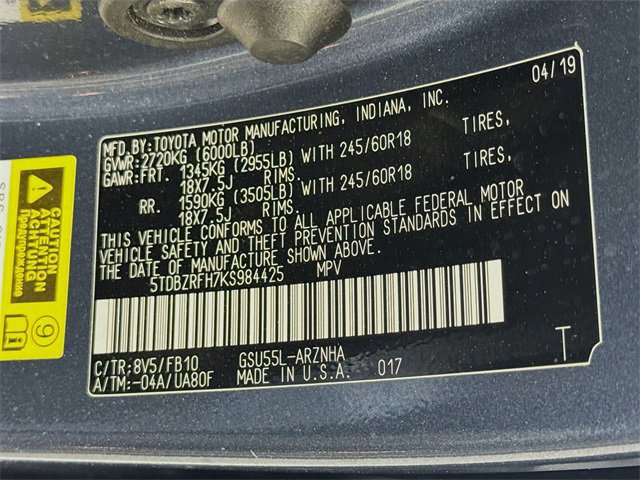 04/19
MFD.BY:TOYOTA MOTOR MANUFACTURING, INDIANA, INC.
GVWR:2720KG (6000LB)
GAWR:FRT. 1345KG (2955LB) WITH 245/60R18 TIRES,
18X7.5J RIMS.
RR. 1590KG (3505LB) WITH 245/60R18 TIRES,
18X7.5J RIMS.
THIS VEHICLE CONFORMS TO ALL APPLICABLE FEDERAL MOTOR
VEHICLE SAFETY AND THEFT PREVENTION STANDARDS IN EFFECT ON
THE DATE OF MANUFACTURE SHOWN ABOVE.
5TDBZRFH7KS984425 MPV
C/TR:8V5/FB10 GSU55L-ARZNHA
A/TM:-04A/UA80F MADE IN U.S.A. 017 T
CAUTION
ATTENTION
ACHTUNG
Предупреждение
9